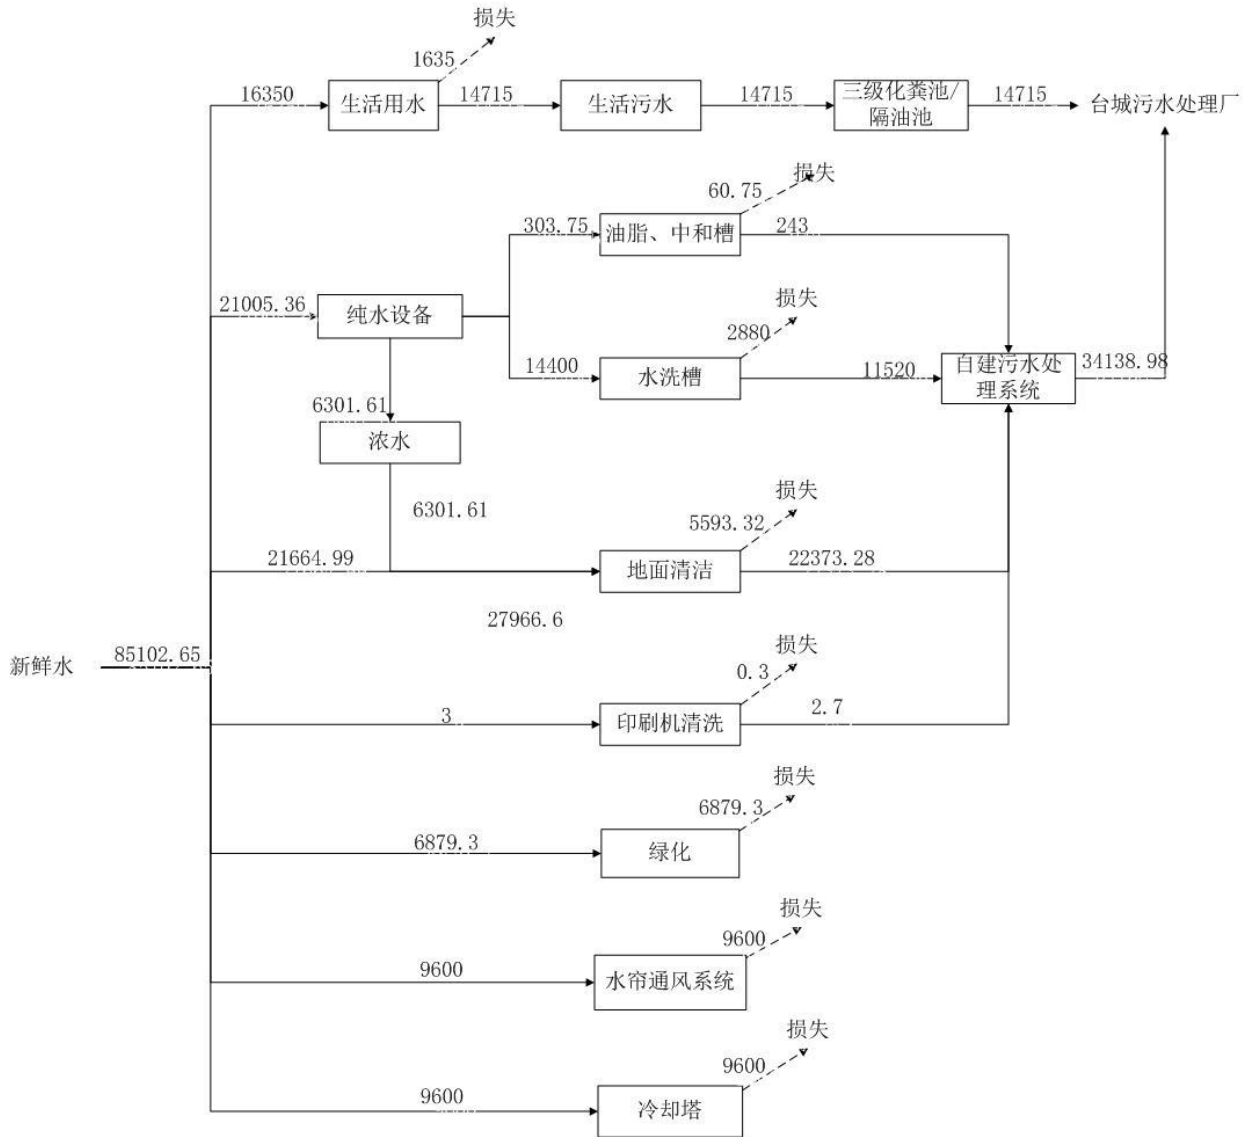 损失
1635
16350
生活用水
14715
生活污水
14715
三级化粪池/
隔油池
14715
台城污水处理厂
损失
60.75
303.75
油脂、中和槽
243
21005.36
纯水设备
损失
2880
14400
水洗槽
11520
自建污水处
理系统
34138.98
6301.61
浓水
6301.61
损失
5593.32
21664.99
地面清洁
22373.28
27966.6
新鲜水
85102.65
损失
0.3
3
印刷机清洗
2.7
损失
6879.3
6879.3
绿化
损失
9600
9600
水帘通风系统
损失
9600
9600
冷却塔